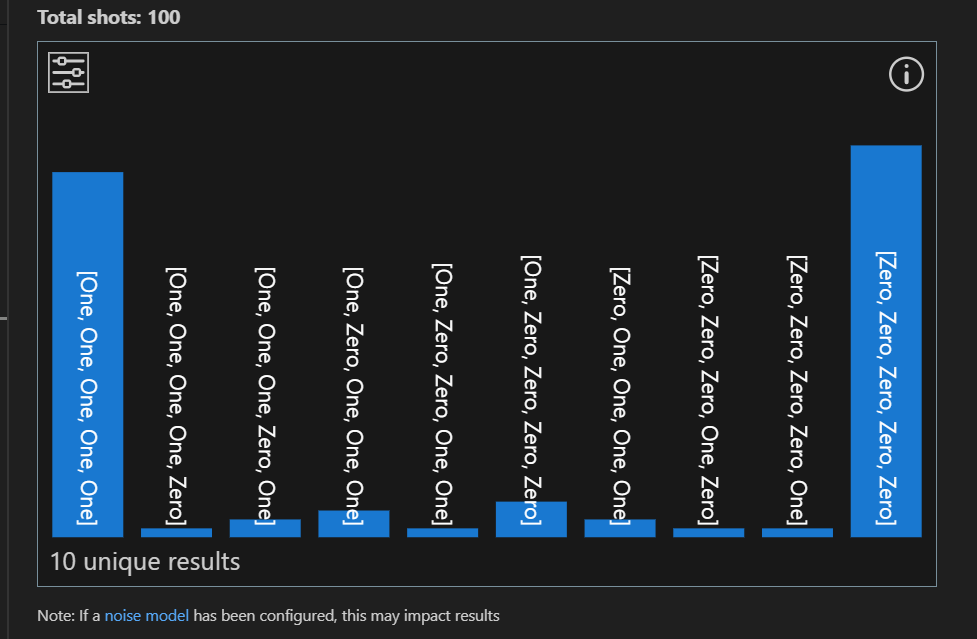 Total shots: 100
[One, One, One, One, One]
[One, One, One, One, Zero]
[One, One, One, Zero, One]
[One, Zero, One, One, One]
[One, Zero, Zero, One, One]
[One, Zero, Zero, Zero, Zero]
[Zero, One, One, One, One]
[Zero, Zero, Zero, One, Zero]
[Zero, Zero, Zero, Zero, One]
[Zero, Zero, Zero, Zero, Zero]
10 unique results
Note: If a noise model has been configured, this may impact results